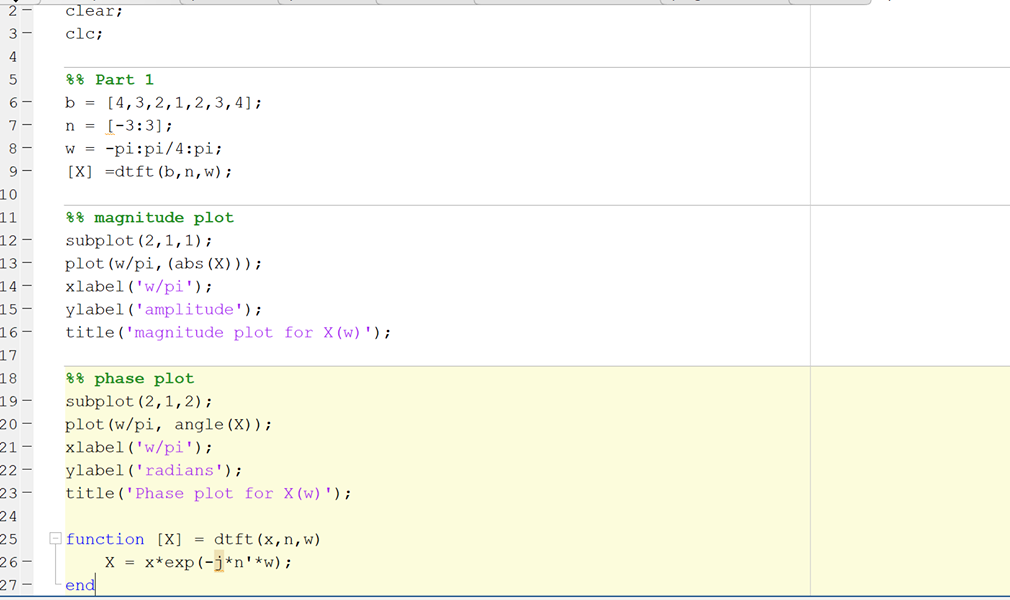 2 clear;
3 clc;
4
5 %% Part 1
6 b = [4,3,2,1,2,3,4];
7 n = [-3:3];
8 w = -pi:pi/4:pi;
9 [X] =dtft(b,n,w);
10
11 %% magnitude plot
12 subplot(2,1,1);
13 plot(w/pi,(abs(X)));
14 xlabel('w/pi');
15 ylabel('amplitude');
16 title('magnitude plot for X(w)');
17
18 %% phase plot
19 subplot(2,1,2);
20 plot(w/pi, angle(X));
21 xlabel('w/pi');
22 ylabel('radians');
23 title('Phase plot for X(w)');
24
25 function [X] = dtft(x,n,w)
26 X = x*exp(-j*n'*w);
27 end